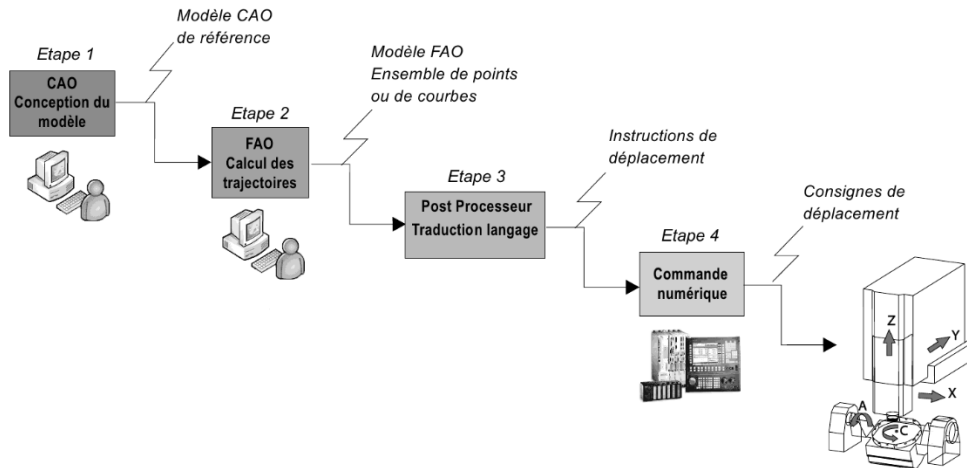 Modèle CAO
de référence
Etape 1
CAO
Conception du
modèle
Modèle FAO
Ensemble de points
ou de courbes
Etape 2
FAO
Calcul des
trajectoires
Instructions de
déplacement
Etape 3
Post Processeur
Traduction langage
Consignes de
déplacement
Etape 4
Commande
numérique
Z
Y
X
A
C